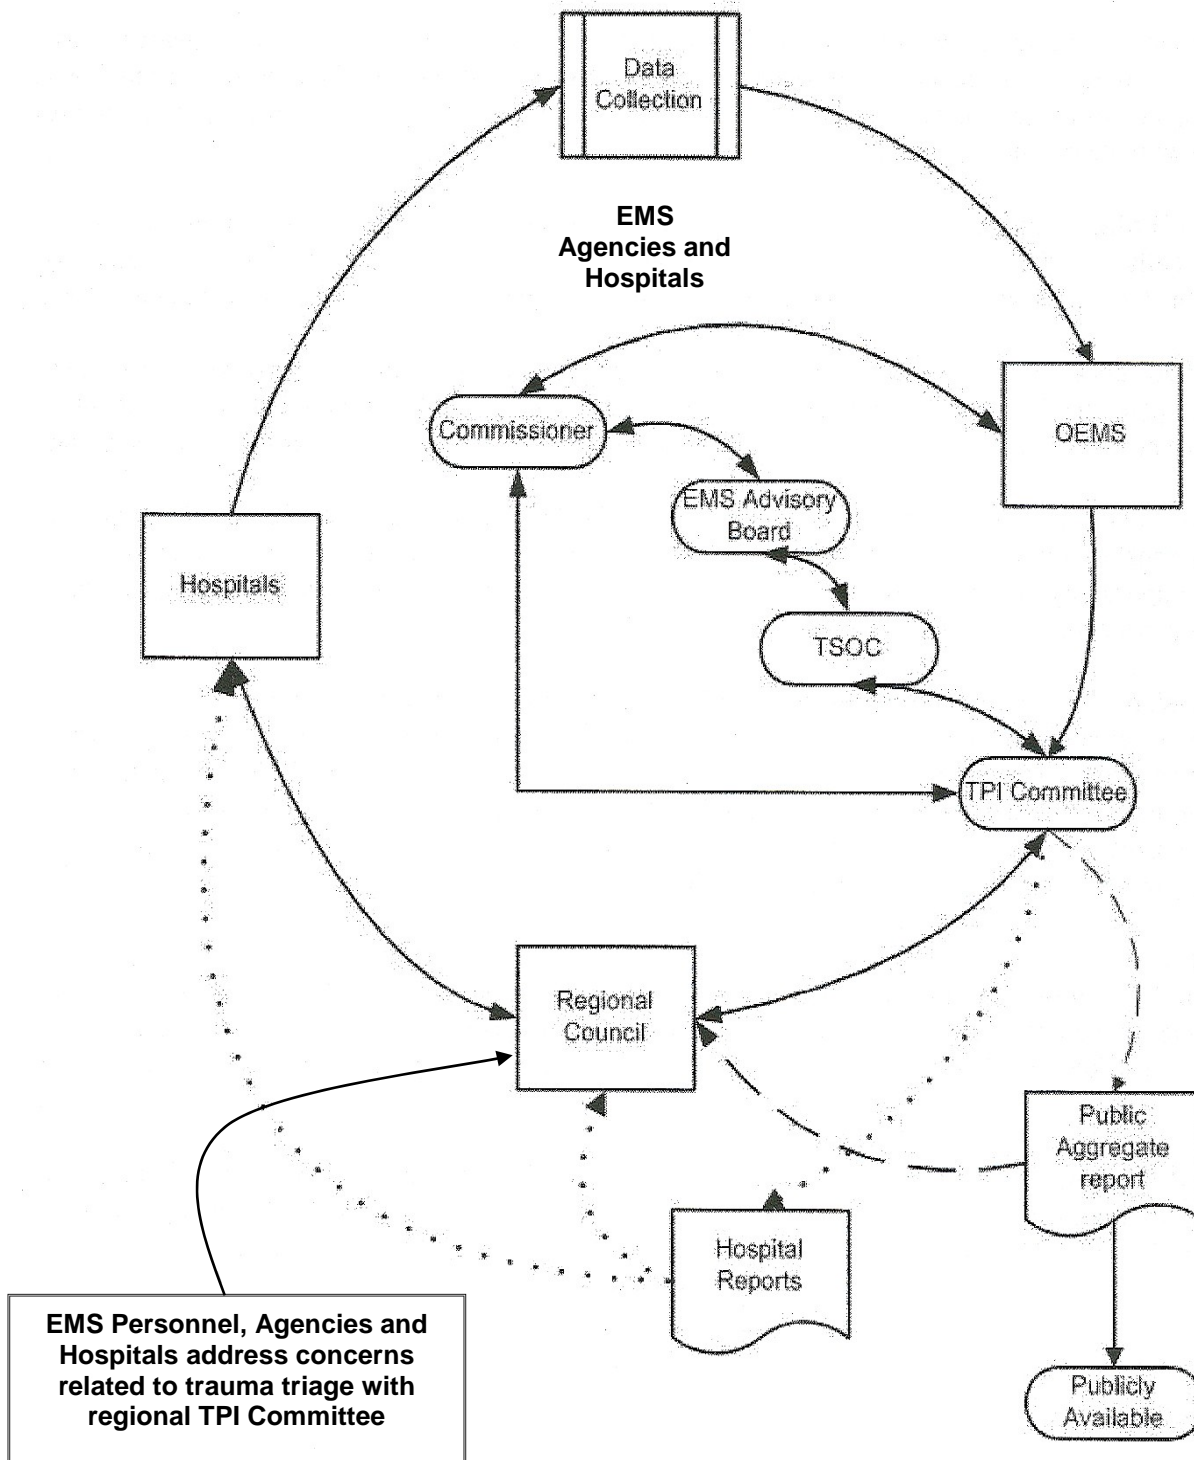 Data
Collection
EMS
Agencies and
Hospitals
Commissioner
OEMS
EMS Advisory
Board
Hospitals
TSOC
TPI Committee
Regional
Council
Public
Aggregate
report
Hospital
Reports
EMS Personnel, Agencies and
Hospitals address concerns
related to trauma triage with
regional TPI Committee
Publicly
Available